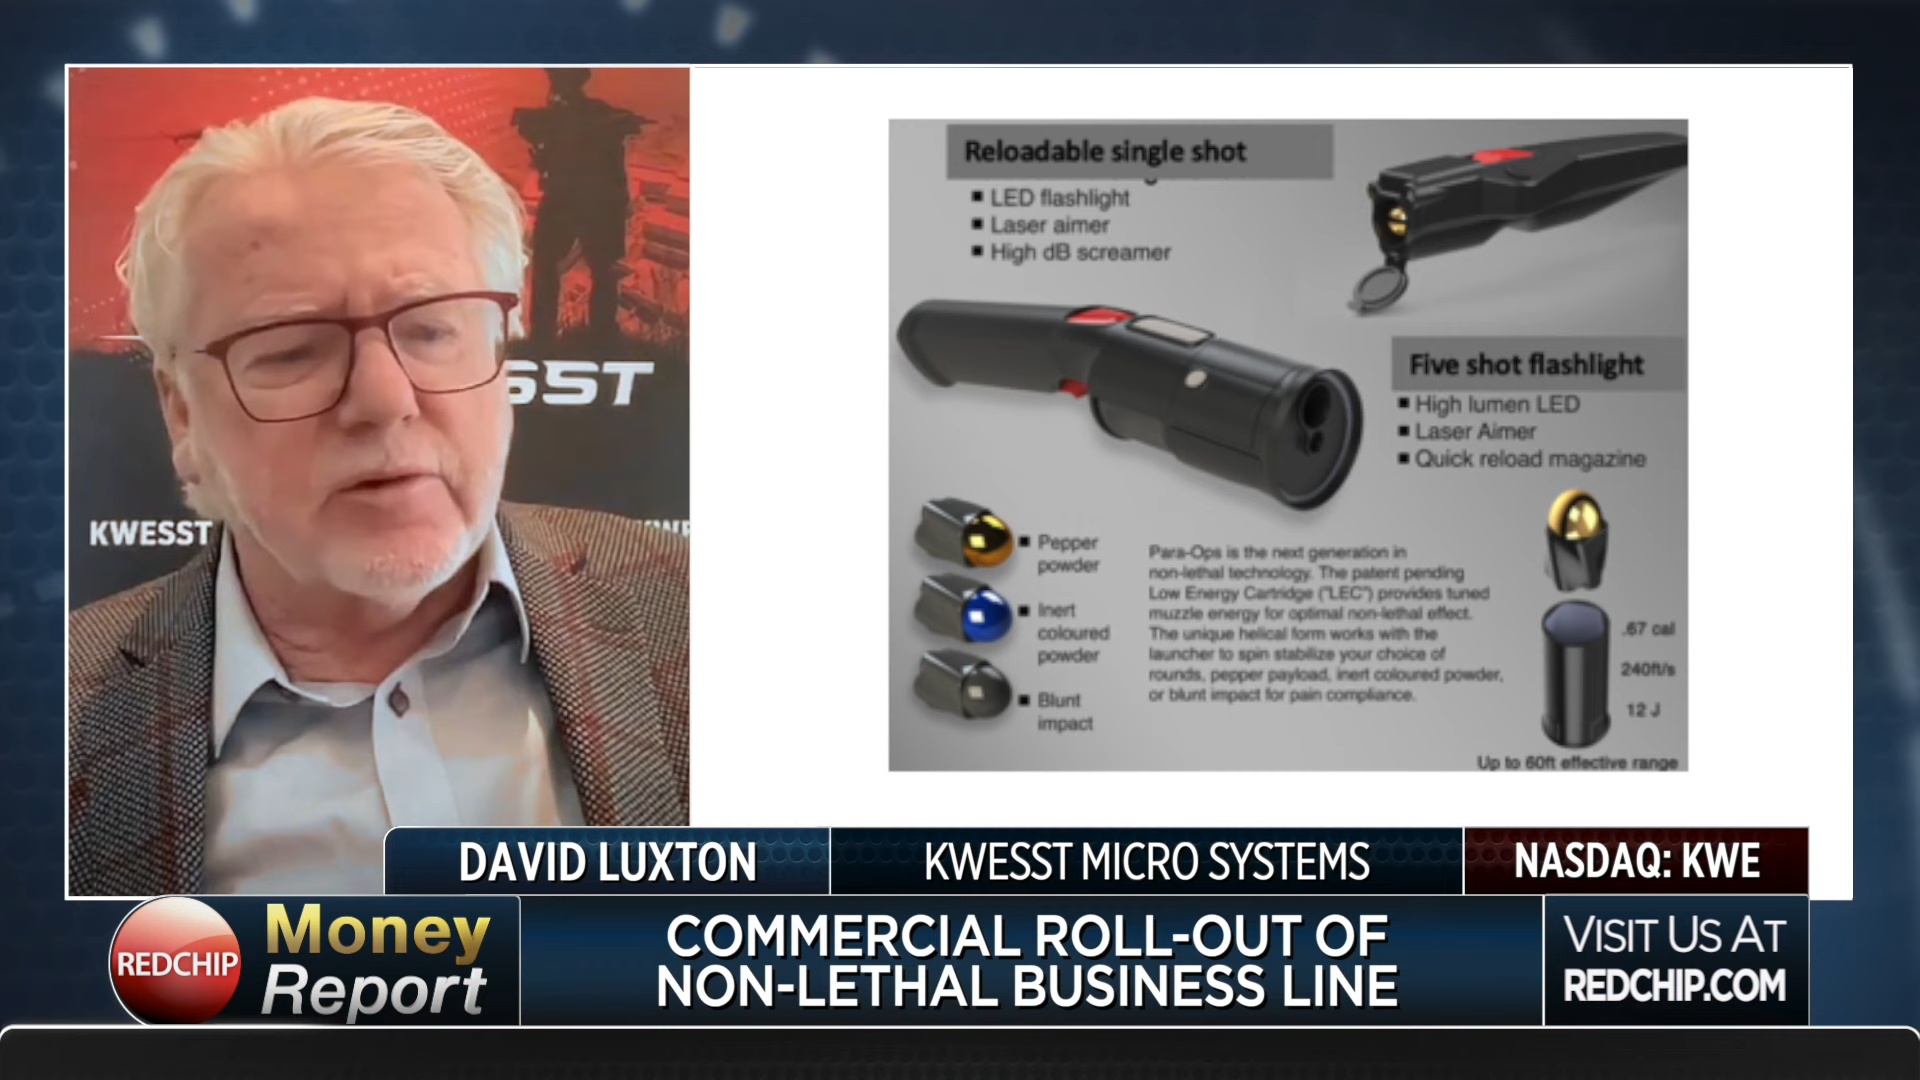 SST
KWESST
Reloadable single shot
■ LED flashlight
■ Laser aimer
■ High dB screamer
Five shot flashlight
■ High lumen LED
■ Laser Aimer
■ Quick reload magazine
■ Pepper
powder
■ Inert
coloured
powder
■ Blunt
impact
Para-Ops is the next generation in
non-lethal technology. The patent pending
Low Energy Cartridge ("LEC") provides tuned
muzzle energy for optimal non-lethal effect.
The unique helical form works with the
launcher to spin stabilize your choice of
rounds, pepper payload, inert coloured powder,
or blunt impact for pain compliance.
.67 cal
240ft/s
12 J
Up to 60ft effective range
DAVID LUXTON
KWESST MICRO SYSTEMS
NASDAQ: KWE
REDCHIP
Money
Report
COMMERCIAL ROLL-OUT OF
NON-LETHAL BUSINESS LINE
VISIT US AT
REDCHIP.COM